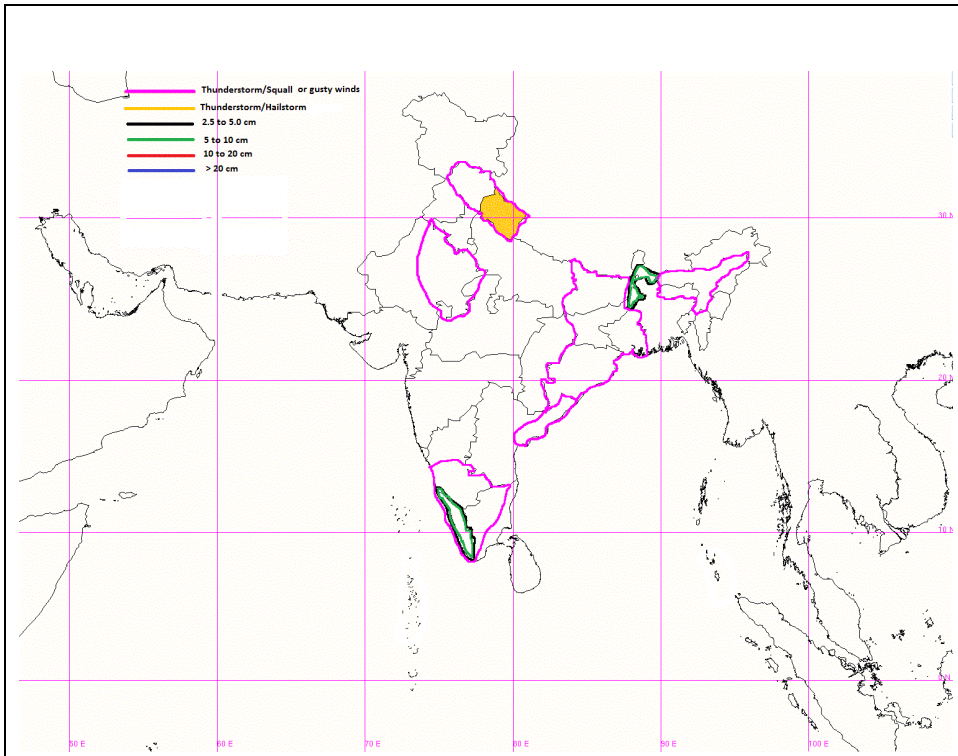 Thunderstorm/Squall or gusty winds
Thunderstorm/Hailstorm
2.5 to 5.0 cm
5 to 10 cm
10 to 20 cm
> 20 cm
30 N
20 N
10 N
50 E
60 E
70 E
80 E
90 E
100 E